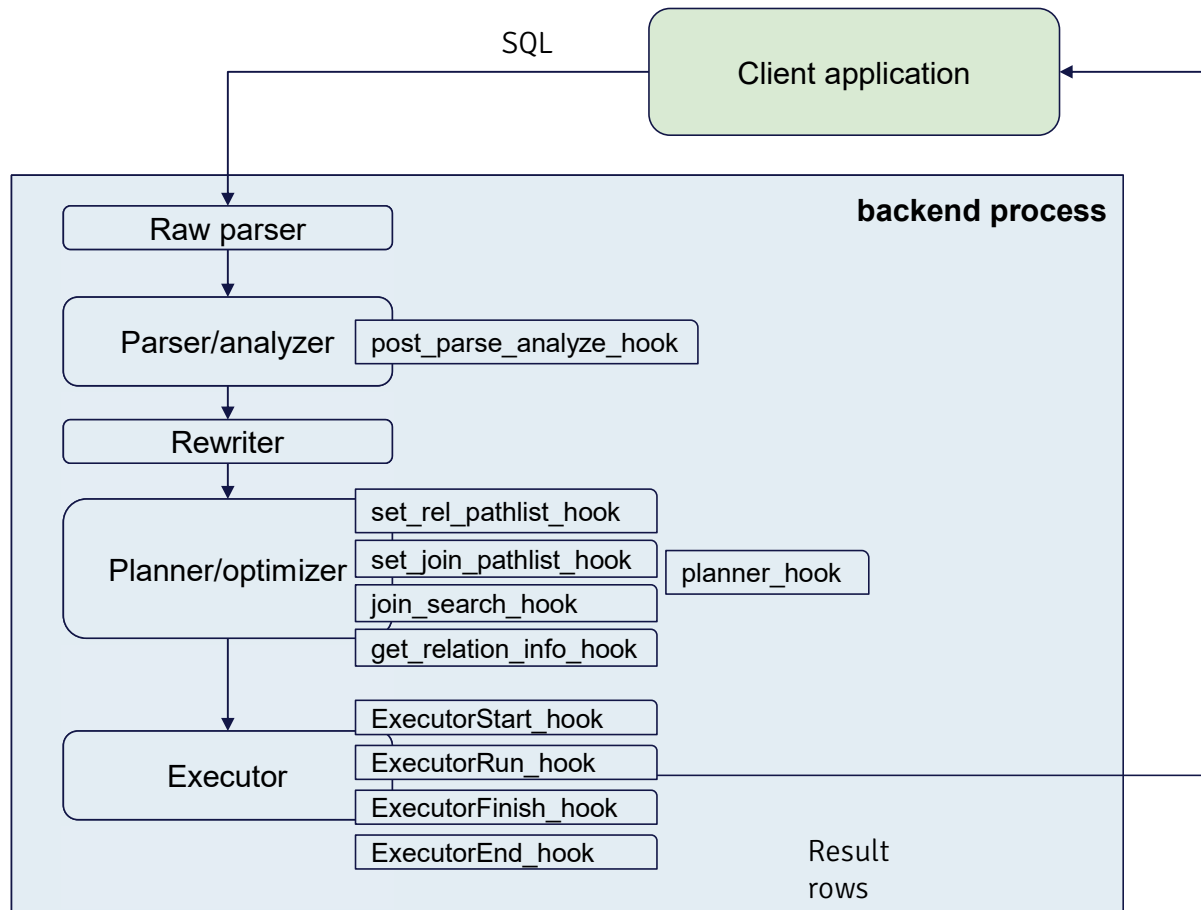 SQL
Client application
backend process
Raw parser
Parser/analyzer
post_parse_analyze_hook
Rewriter
set_rel_pathlist_hook
Planner/optimizer
set_join_pathlist_hook
planner_hook
join_search_hook
get_relation_info_hook
ExecutorStart_hook
Executor
ExecutorRun_hook
ExecutorFinish_hook
ExecutorEnd_hook
Result
rows